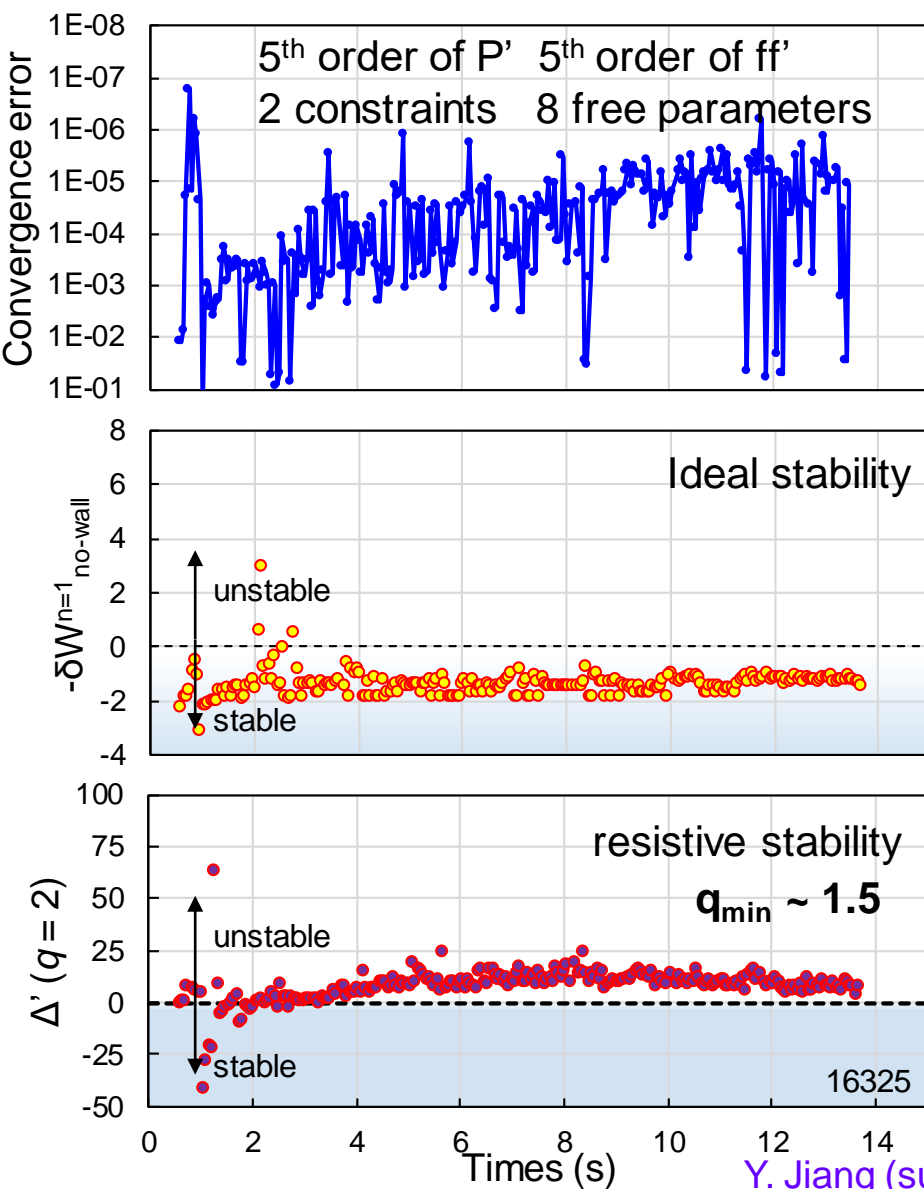 Convergence error
1E-08
1E-07
1E-06
1E-05
1E-04
1E-03
1E-02
1E-01
5th order of P' 5th order of ff'
2 constraints 8 free parameters
-δWn=1no-wall
8
6
4
2
0
-2
-4
Ideal stability
unstable
stable
Δ' (q = 2)
100
75
50
25
0
-25
-50
resistive stability
qmin ~ 1.5
unstable
stable
16325
0 2 4 6 8 10 12 14
Times (s)
Y. Jiang (su